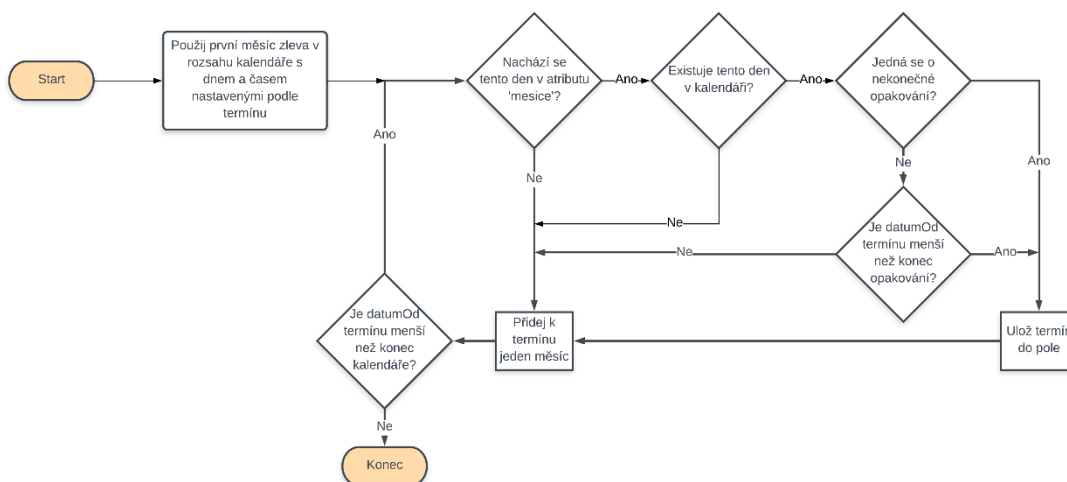 Start
Použij první měsíc zleva v
rozsahu kalendáře s
dnem a časem
nastavenými podle
termínu
Nachází se
tento den v atributu
'mesice'?
Ano
Existuje tento den
v kalendáři?
Ano
Jedná se o
nekonečné
opakování?
Ano
Ne
Ne
Ano
Ne
Je datumOd
termínu menší
než konec
opakování?
Ano
Ne
Je datumOd
termínu menší
než konec
kalendáře?
Přidej k
termínu
jeden měsíc
Ulož termín
do pole
Ne
Konec